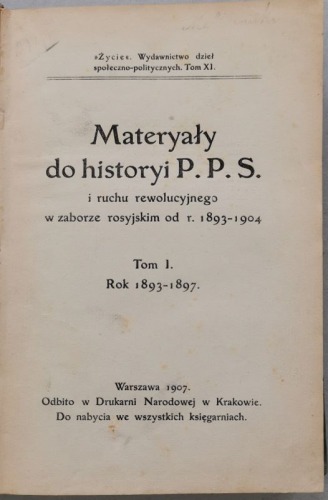 »Życie«. Wydawnictwo dzieł
społeczno-politycznych. Tom XI.
Materyały
do historyi P. P. S.
i ruchu rewolucyjnego
w zaborze rosyjskim od r. 1893-1904
Tom I.
Rok 1893-1897.
Warszawa 1907.
Odbito w Drukarni Narodowej w Krakowie.
Do nabycia we wszystkich księgarniach.